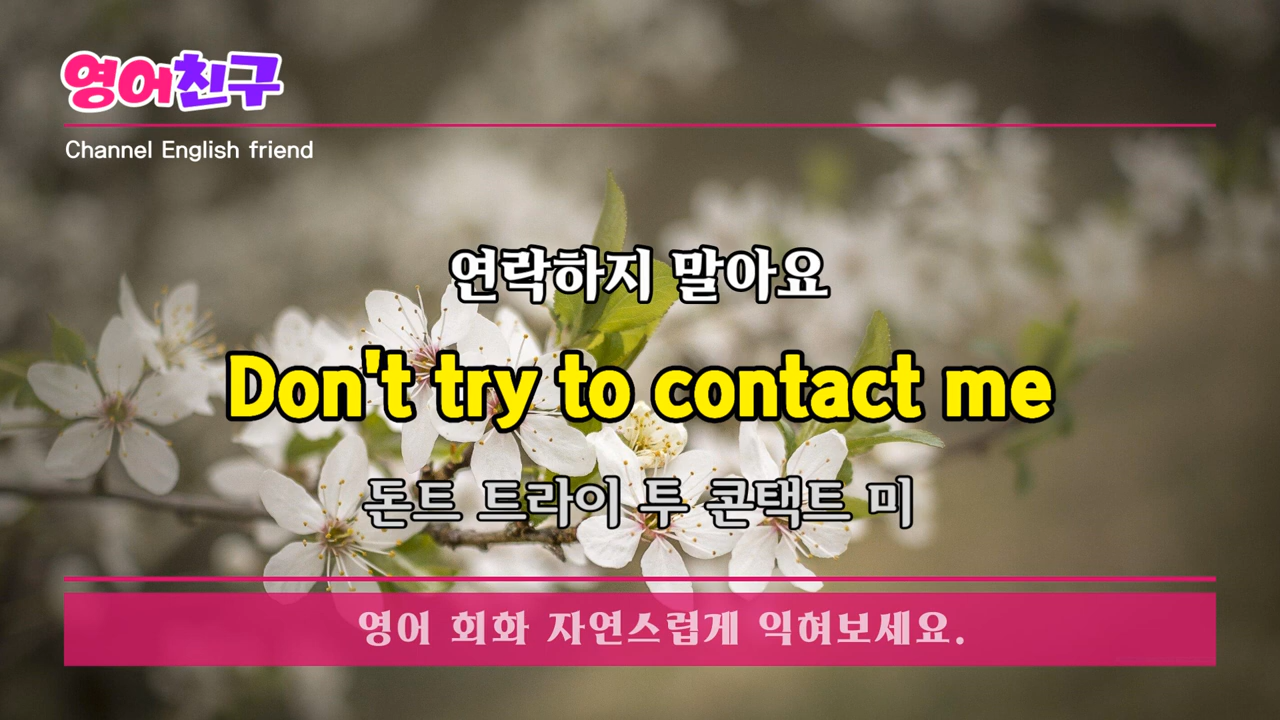 영어친구
Channel English friend
연락하지 말아요
Don't try to contact me
돈트 트라이 투 콘택트 미
영어 회화 자연스럽게 익혀보세요.